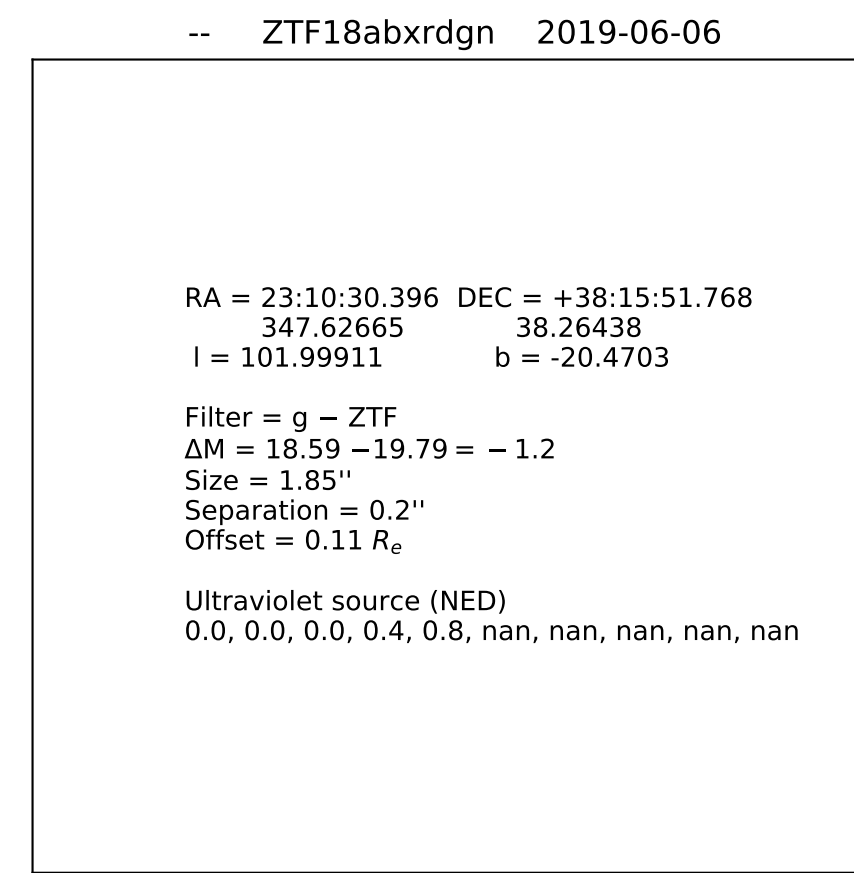 -- ZTF18abxrdgn 2019-06-06
RA = 23:10:30.396 DEC = +38:15:51.768
347.62665 38.26438
l = 101.99911 b = -20.4703
Filter = g − ZTF
ΔM = 18.59 −19.79 = − 1.2
Size = 1.85''
Separation = 0.2''
Offset = 0.11 Re
Ultraviolet source (NED)
0.0, 0.0, 0.0, 0.4, 0.8, nan, nan, nan, nan, nan